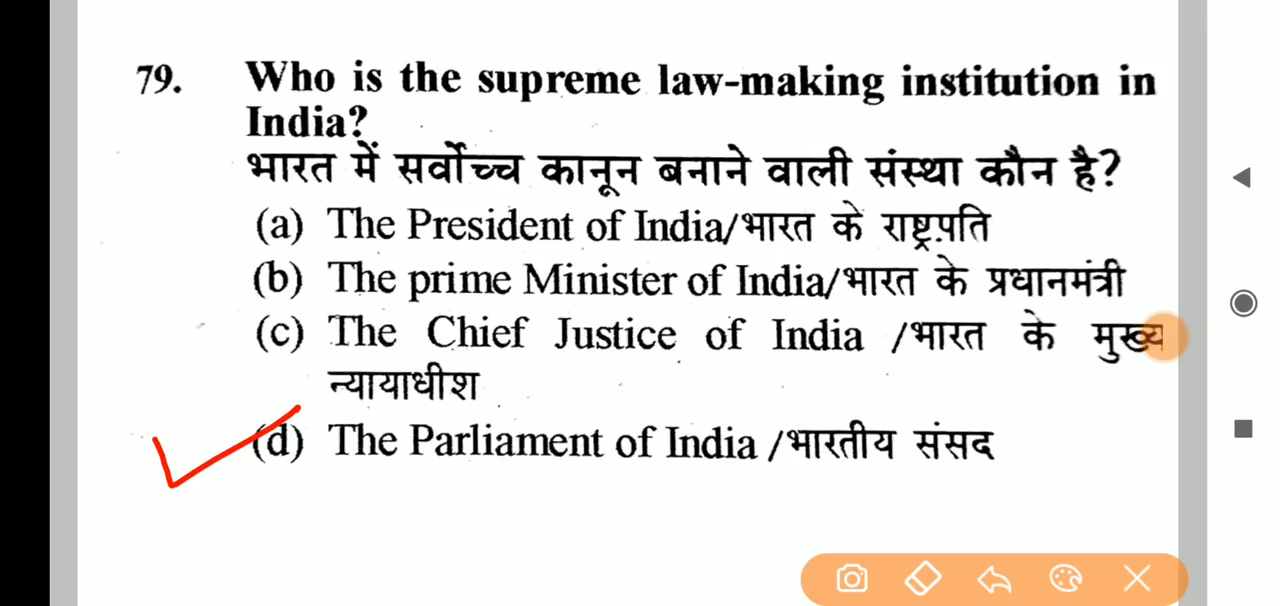 79. Who is the supreme law-making institution in
India?
भारत में सर्वोच्च कानून बनाने वाली संस्था कौन है?
(a) The President of India/भारत के राष्ट्रपति
(b) The prime Minister of India/भारत के प्रधानमंत्री
(c) The Chief Justice of India /भारत के मुख्य
न्यायाधीश
(d) The Parliament of India /भारतीय संसद